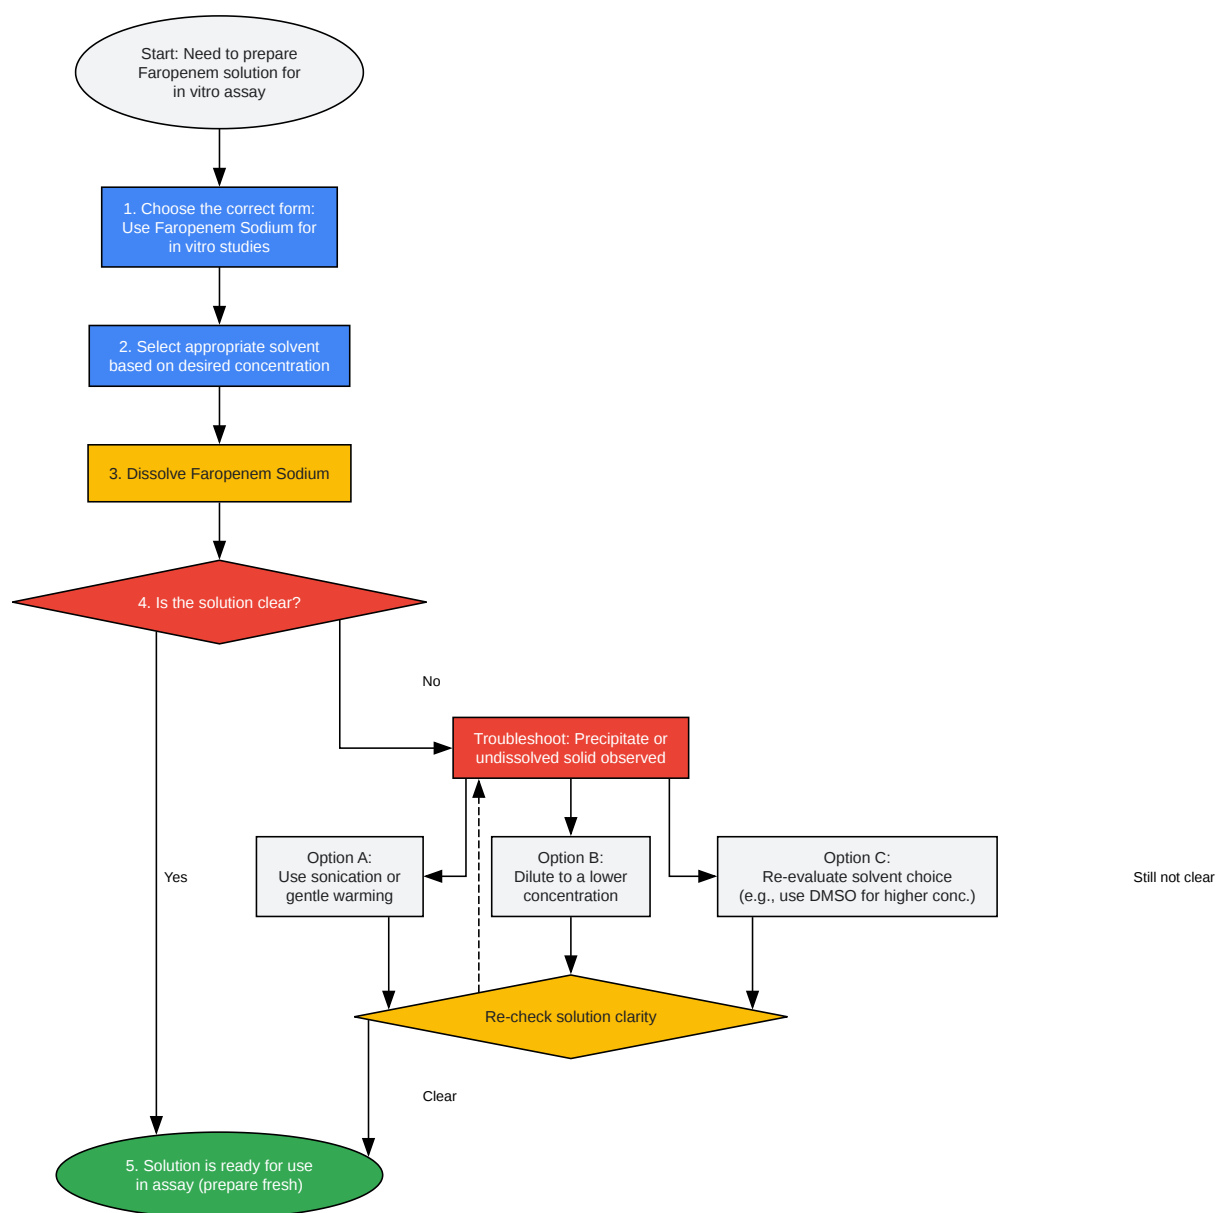 Start: Need to prepare
Faropenem solution for
in vitro assay
1. Choose the correct form:
Use Faropenem Sodium for
in vitro studies
2. Select appropriate solvent
based on desired concentration
3. Dissolve Faropenem Sodium
4. Is the solution clear?
No
Troubleshoot: Precipitate or
undissolved solid observed
Yes
Option A:
Use sonication or
gentle warming
Option B:
Dilute to a lower
concentration
Option C:
Re-evaluate solvent choice
(e.g., use DMSO for higher conc.)
Still not clear
Re-check solution clarity
Clear
5. Solution is ready for use
in assay (prepare fresh)